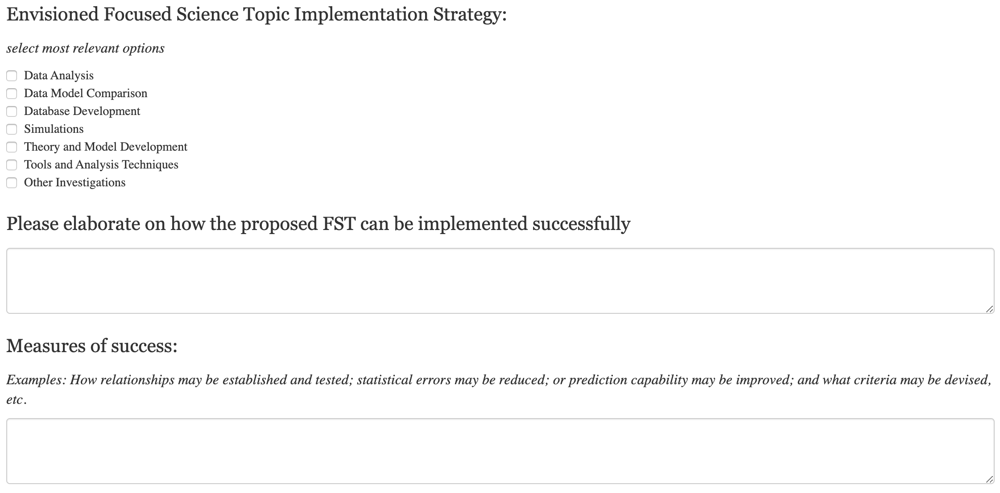 Envisioned Focused Science Topic Implementation Strategy:
select most relevant options
Data Analysis
Data Model Comparison
Database Development
Simulations
Theory and Model Development
Tools and Analysis Techniques
Other Investigations
Please elaborate on how the proposed FST can be implemented successfully
Measures of success:
Examples: How relationships may be established and tested; statistical errors may be reduced; or prediction capability may be improved; and what criteria may be devised,
etc.